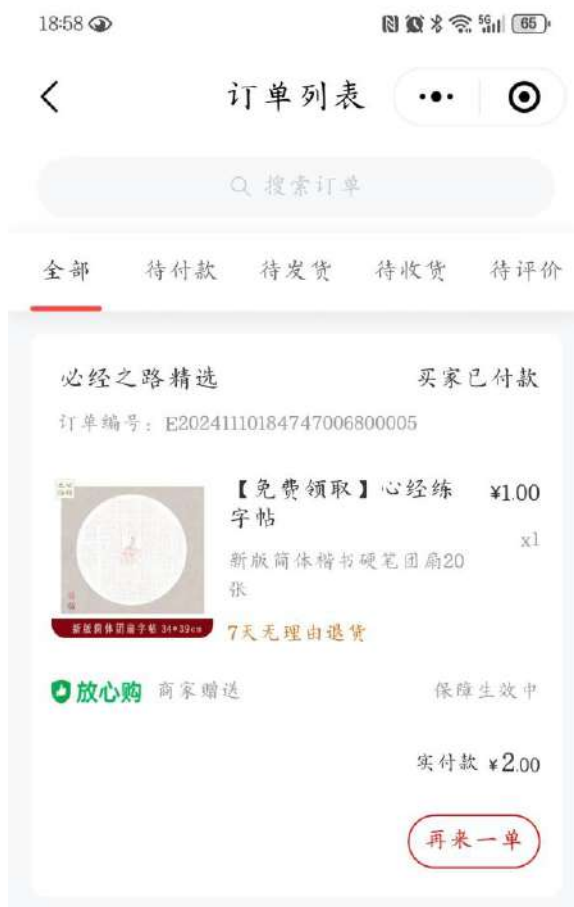 18:58
5G 65
订单列表
搜索订单
全部 待付款 待发货 待收货 待评价
必经之路精选 买家已付款
订单编号：E20241110184747006800005
【免费领取】心经练 ¥1.00
字帖
x1
新版简体楷书硬笔团扇20
张
新版简体团扇字帖 34*39cm
7天无理由退货
放心购 商家赠送 保障生效中
实付款 ¥2.00
再来一单